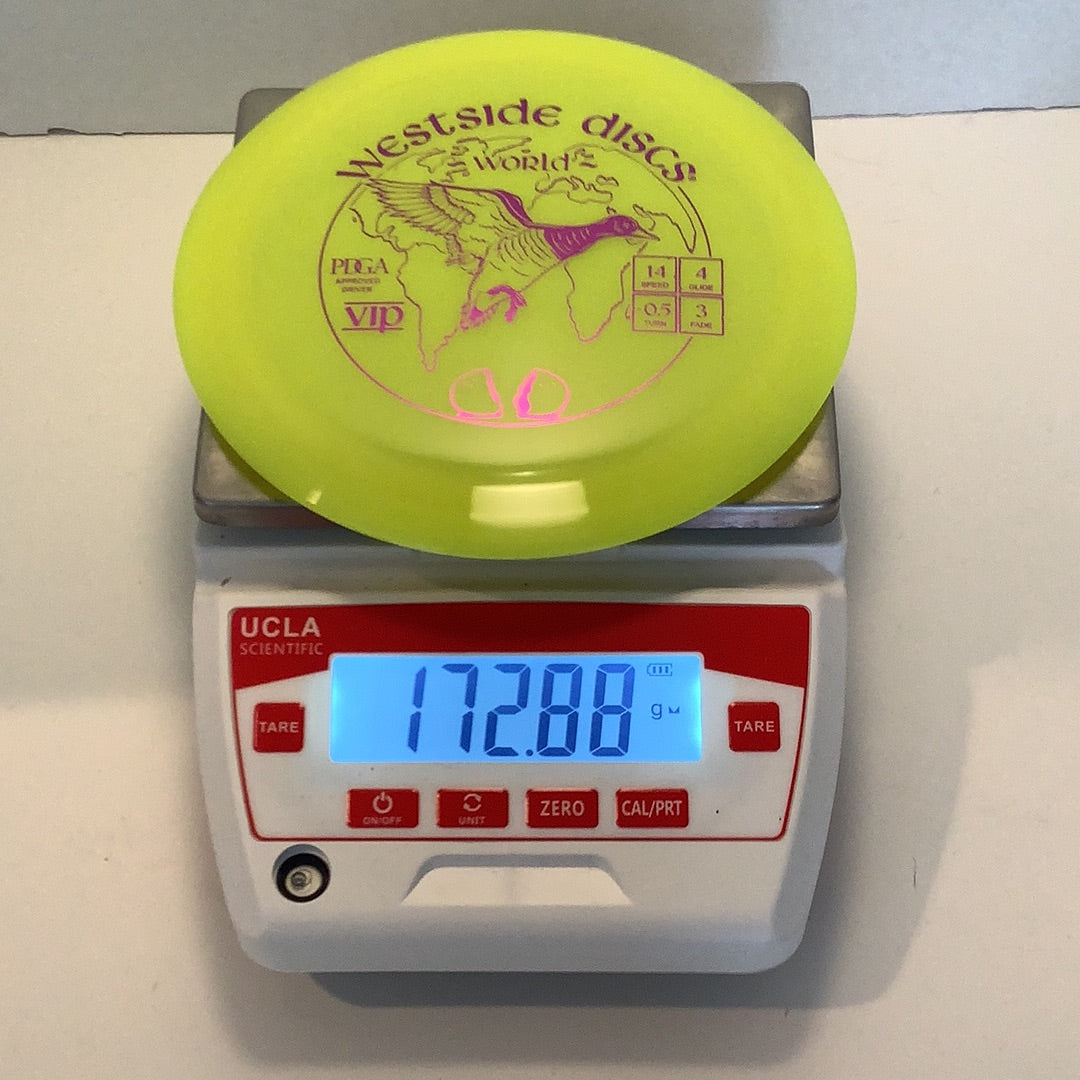 Westside discs
World
PDGA
APPROVED
DRIVER
VIP
14
SPEED
4
GLIDE
-0.5
TURN
3
FADE
UCLA
SCIENTIFIC
172.88
g
TARE
TARE
ON/OFF
UNIT
ZERO
CAL/PRT